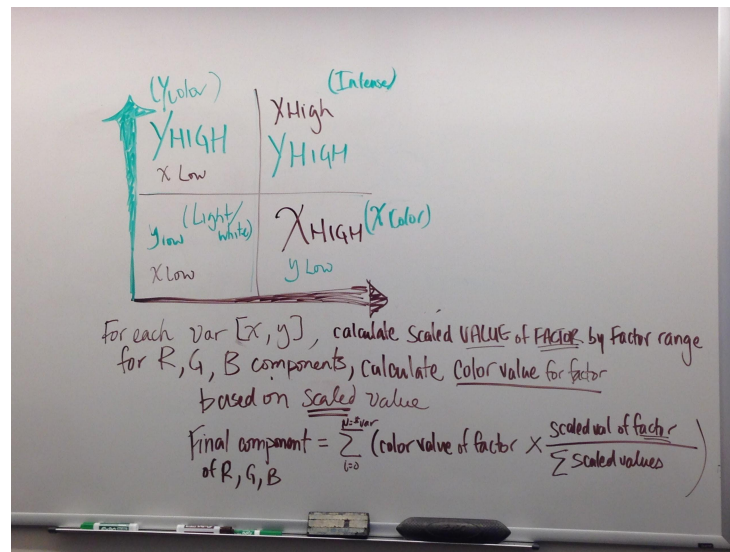 (Ycolor)
YHIGH
x Low
(Intense)
XHigh
YHIGH
ylow (Light/
white)
x Low
XHIGH (X Color)
y Low
For each var [x, y], calculate scaled VALUE of FACTOR by Factor range
for R, G, B components, calculate color value for factor
based on scaled value
Final component = N=#var ∑ i=0 (color value of factor × scaled val of factor / ∑ scaled values)
of R, G, B